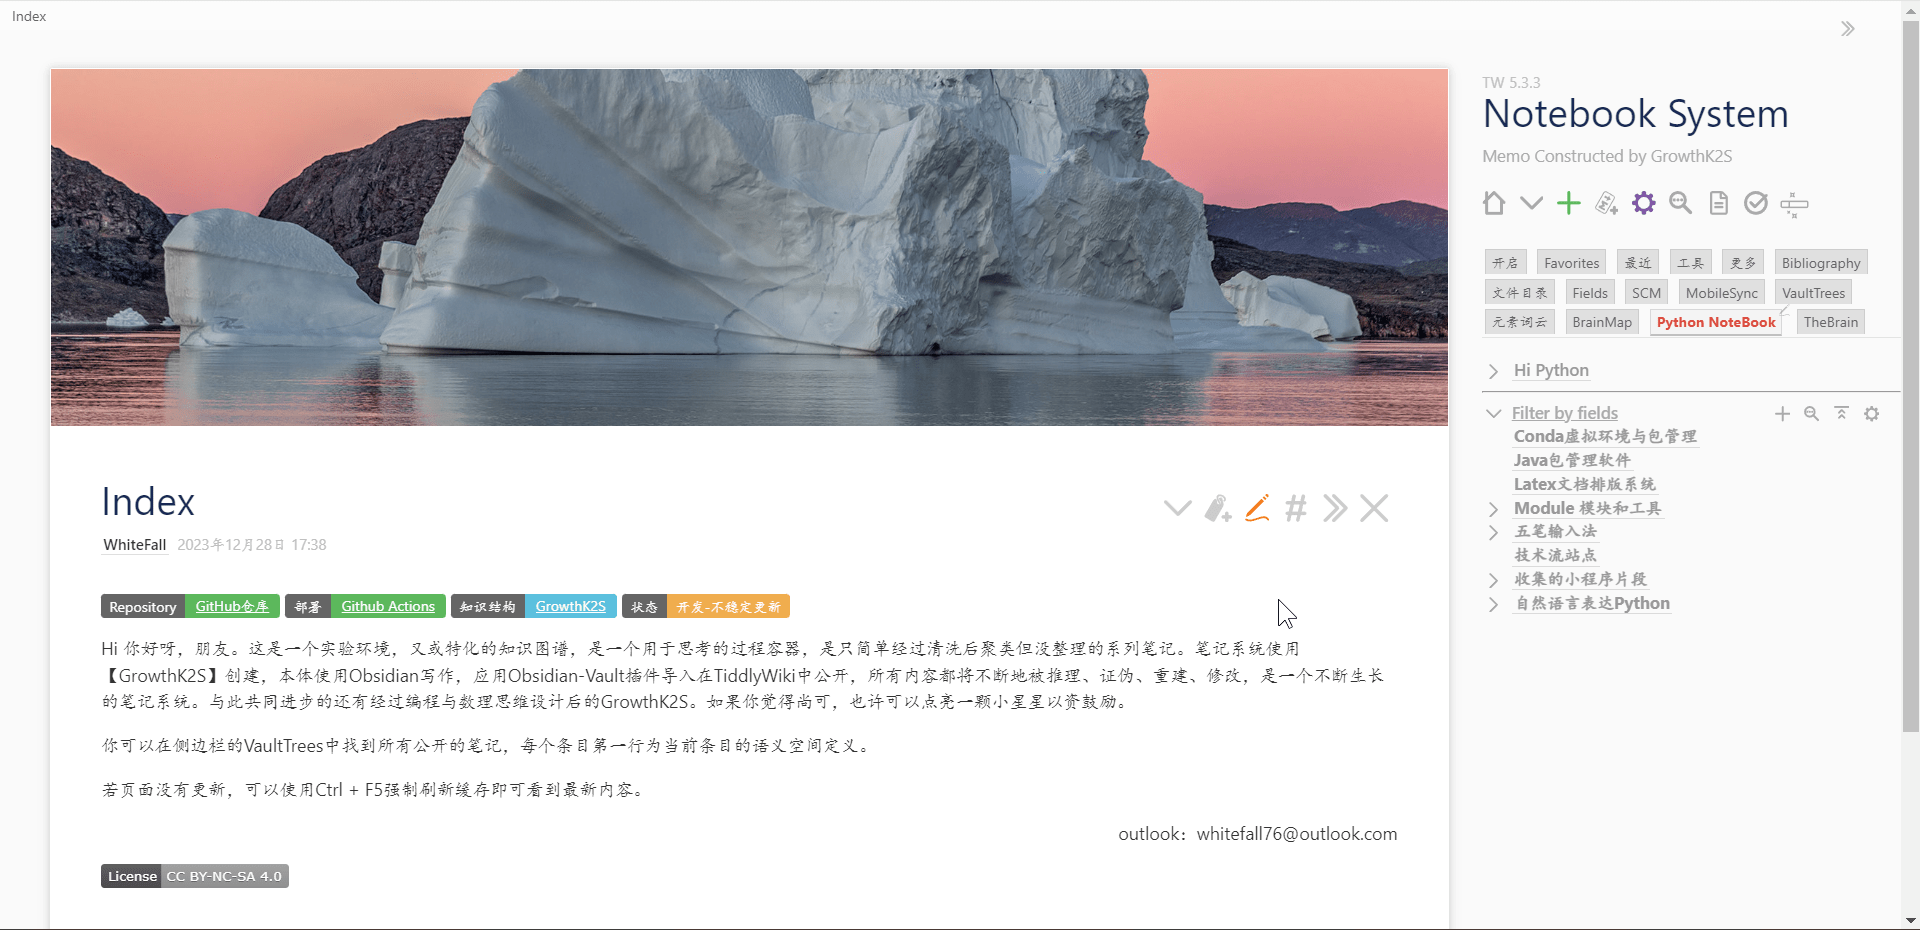 Index
TW 5.3.3
Notebook System
Memo Constructed by GrowthK2S
开启 Favorites 最近 工具 更多 Bibliography
文件目录 Fields SCM MobileSync VaultTrees
元素词云 BrainMap Python NoteBook TheBrain
Hi Python
Filter by fields
Conda虚拟环境与包管理
Java包管理软件
Latex文档排版系统
Module 模块和工具
五笔输入法
技术流站点
收集的小程序片段
自然语言表达Python
Index
WhiteFall 2023年12月28日 17:38
Repository GitHub仓库 部署 Github Actions 知识结构 GrowthK2S 状态 开发-不稳定更新
Hi 你好呀，朋友。这是一个实验环境，又或特化的知识图谱，是一个用于思考的过程容器，是只简单经过清洗后聚类但没整理的系列笔记。笔记系统使用
【GrowthK2S】创建，本体使用Obsidian写作，应用Obsidian-Vault插件导入在TiddlyWiki中公开，所有内容都将不断地被推理、证伪、重建、修改，是一个不断生长
的笔记系统。与此共同进步的还有经过编程与数理思维设计后的GrowthK2S。如果你觉得尚可，也许可以点亮一颗小星星以资鼓励。
你可以在侧边栏的VaultTrees中找到所有公开的笔记，每个条目第一行为当前条目的语义空间定义。
若页面没有更新，可以使用Ctrl + F5强制刷新缓存即可看到最新内容。
outlook：whitefall76@outlook.com
License CC BY-NC-SA 4.0